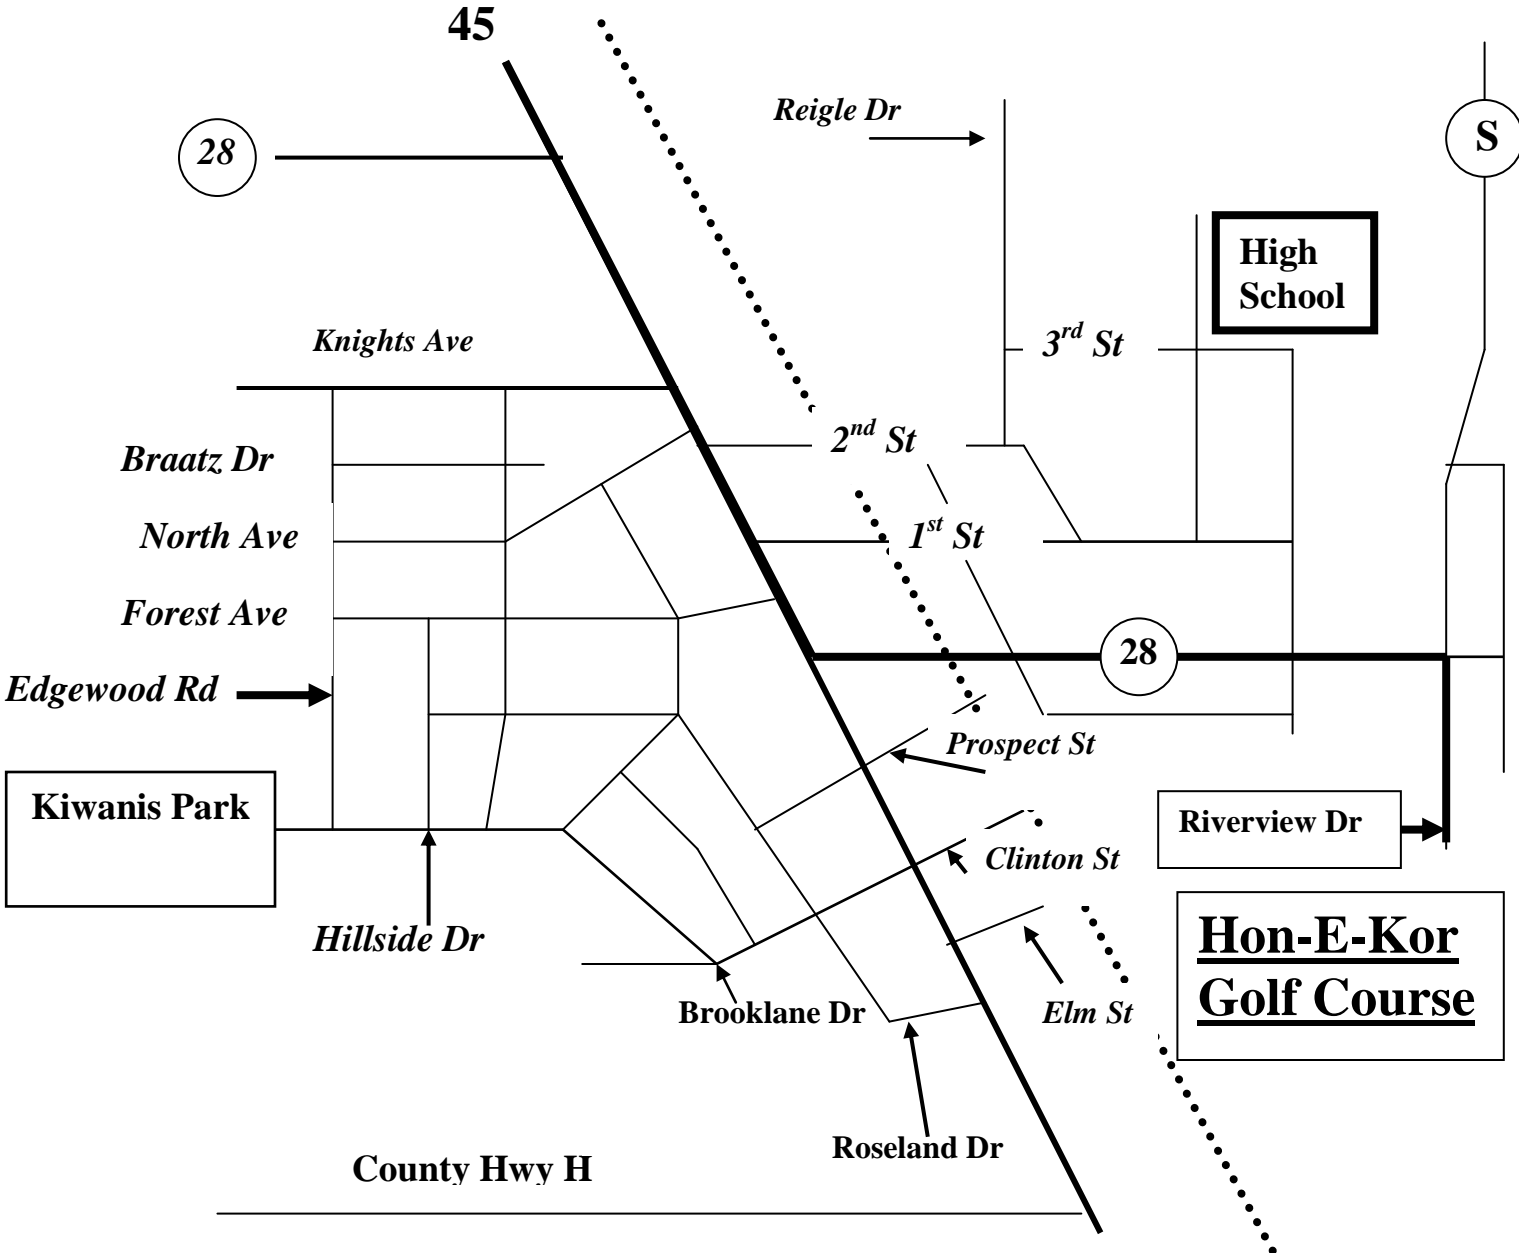 45
Reigle Dr
28
S
High
School
Knights Ave
3rd St
2nd St
Braatz Dr
North Ave
1st St
Forest Ave
28
Edgewood Rd
Prospect St
Kiwanis Park
Riverview Dr
Clinton St
Hillside Dr
Hon-E-Kor
Golf Course
Brooklane Dr
Elm St
Roseland Dr
County Hwy H